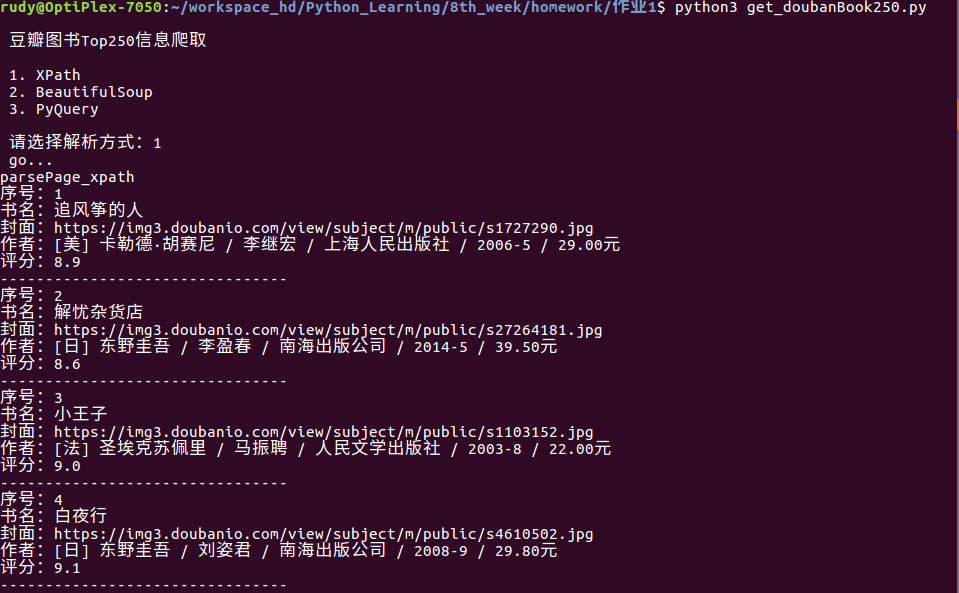 rudy@OptiPlex-7050:~/workspace_hd/Python_Learning/8th_week/homework/作业1$ python3 get_doubanBook250.py
豆瓣图书Top250信息爬取
1. XPath
2. BeautifulSoup
3. PyQuery
请选择解析方式: 1
go...
parsePage_xpath
序号: 1
书名: 追风筝的人
封面: https://img3.doubanio.com/view/subject/m/public/s1727290.jpg
作者: [美] 卡勒德·胡赛尼 / 李继宏 / 上海人民出版社 / 2006-5 / 29.00元
评分: 8.9
--------------------------------
序号: 2
书名: 解忧杂货店
封面: https://img3.doubanio.com/view/subject/m/public/s27264181.jpg
作者: [日] 东野圭吾 / 李盈春 / 南海出版公司 / 2014-5 / 39.50元
评分: 8.6
--------------------------------
序号: 3
书名: 小王子
封面: https://img3.doubanio.com/view/subject/m/public/s1103152.jpg
作者: [法] 圣埃克苏佩里 / 马振聘 / 人民文学出版社 / 2003-8 / 22.00元
评分: 9.0
--------------------------------
序号: 4
书名: 白夜行
封面: https://img3.doubanio.com/view/subject/m/public/s4610502.jpg
作者: [日] 东野圭吾 / 刘姿君 / 南海出版公司 / 2008-9 / 29.80元
评分: 9.1
--------------------------------